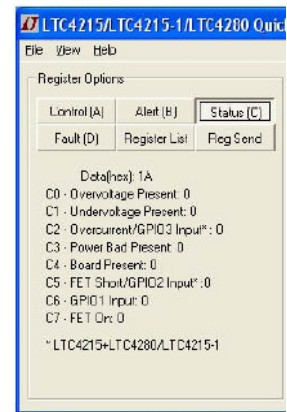 LTC4215/LTC4215-1/LTC4280 Quic
File View Help
Register Options
Control (A) Alert (B) Status (C)
Fault (D) Register List Reg Send
Data(hex): 1A
C0 - Overvoltage Present: 0
C1 - Undervoltage Present: 0
C2 - Overcurrent/GPIO3 Input* : 0
C3 - Power Bad Present: 0
C4 - Board Present: 0
C5 - FET Short/GPIO2 Input* :0
C6 - GPIO1 Input: 0
C7 - FET On: 0
* LTC4215+LTC4280/LTC4215-1